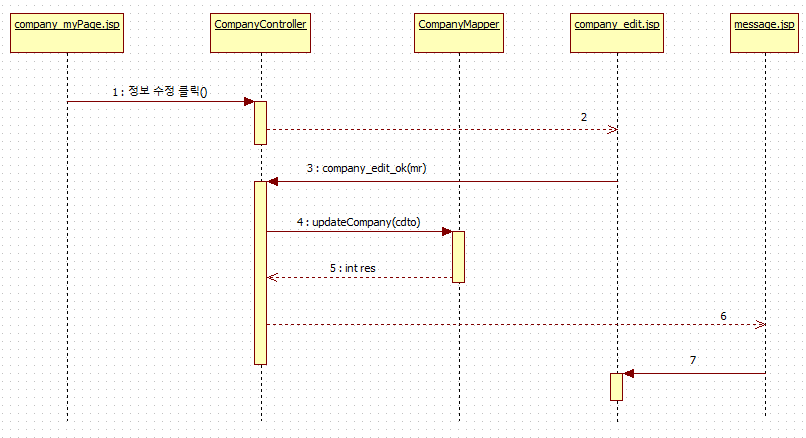 company_myPage.jsp
CompanyController
CompanyMapper
company_edit.jsp
message.jsp
1 : 정보 수정 클릭()
2
3 : company_edit_ok(mr)
4 : updateCompany(cdto)
5 : int res
6
7